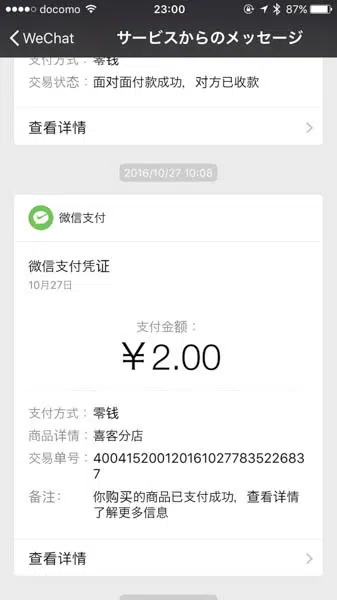 docomo 23:00 87%
WeChat サービスからのメッセージ
支付方式：零钱
交易状态：面对面付款成功，对方已收款
查看详情
2016/10/27 10:08
微信支付
微信支付凭证
10月27日
支付金额：
￥2.00
支付方式：零钱
商品详情：喜客分店
交易单号：400415200120161027783522683
7
备注： 你购买的商品已支付成功，查看详情
了解更多信息
查看详情